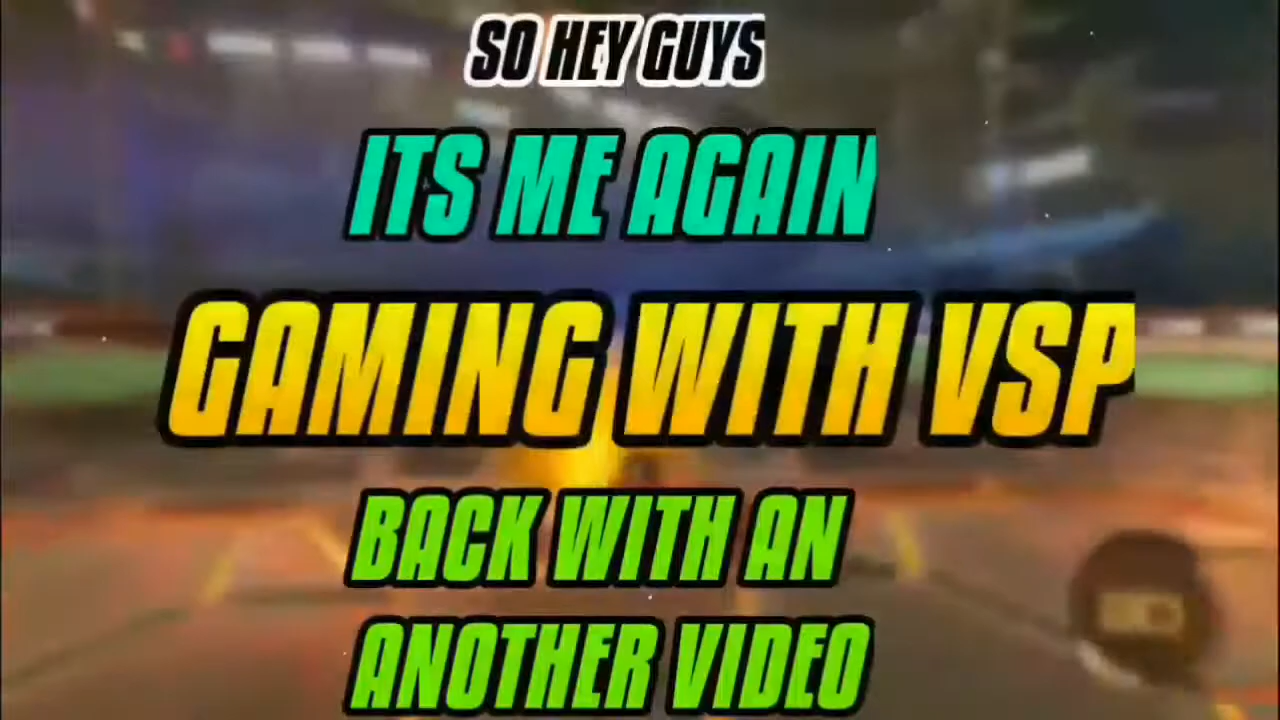 SO HEY GUYS
ITS ME AGAIN
GAMING WITH VSP
BACK WITH AN
ANOTHER VIDEO